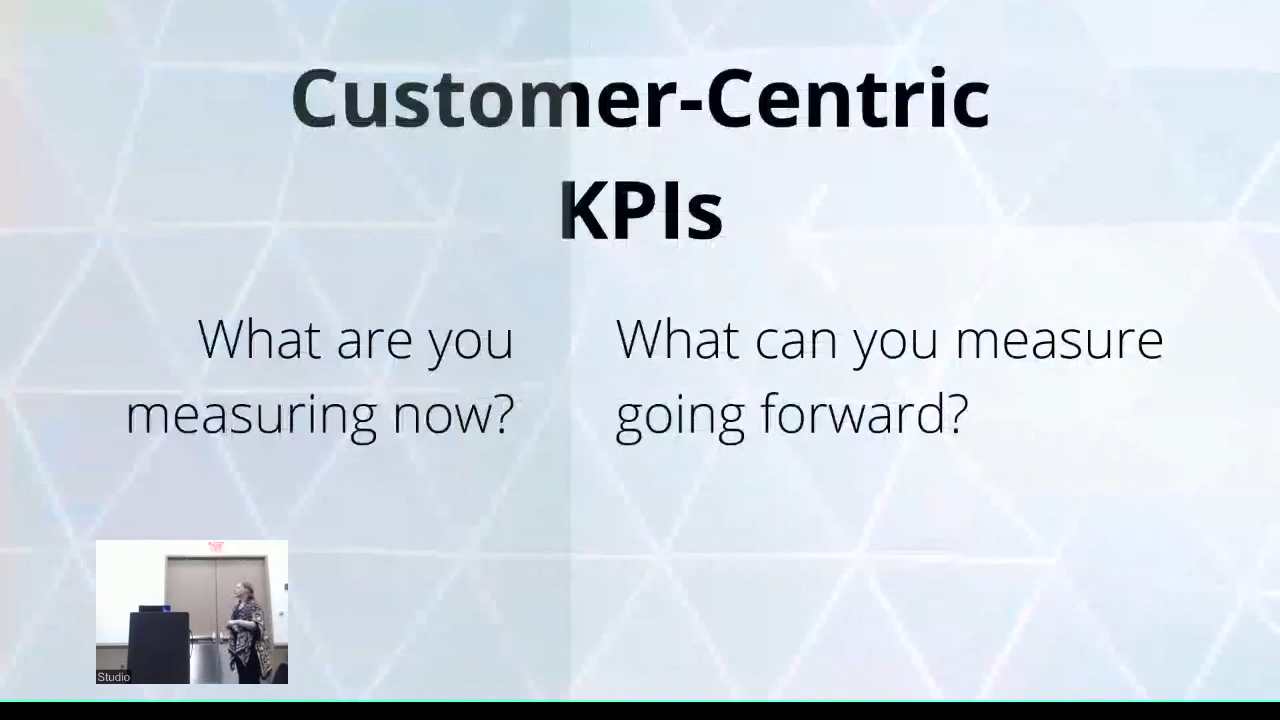 Customer-Centric
KPIs
What are you
measuring now?
What can you measure
going forward?
Studio